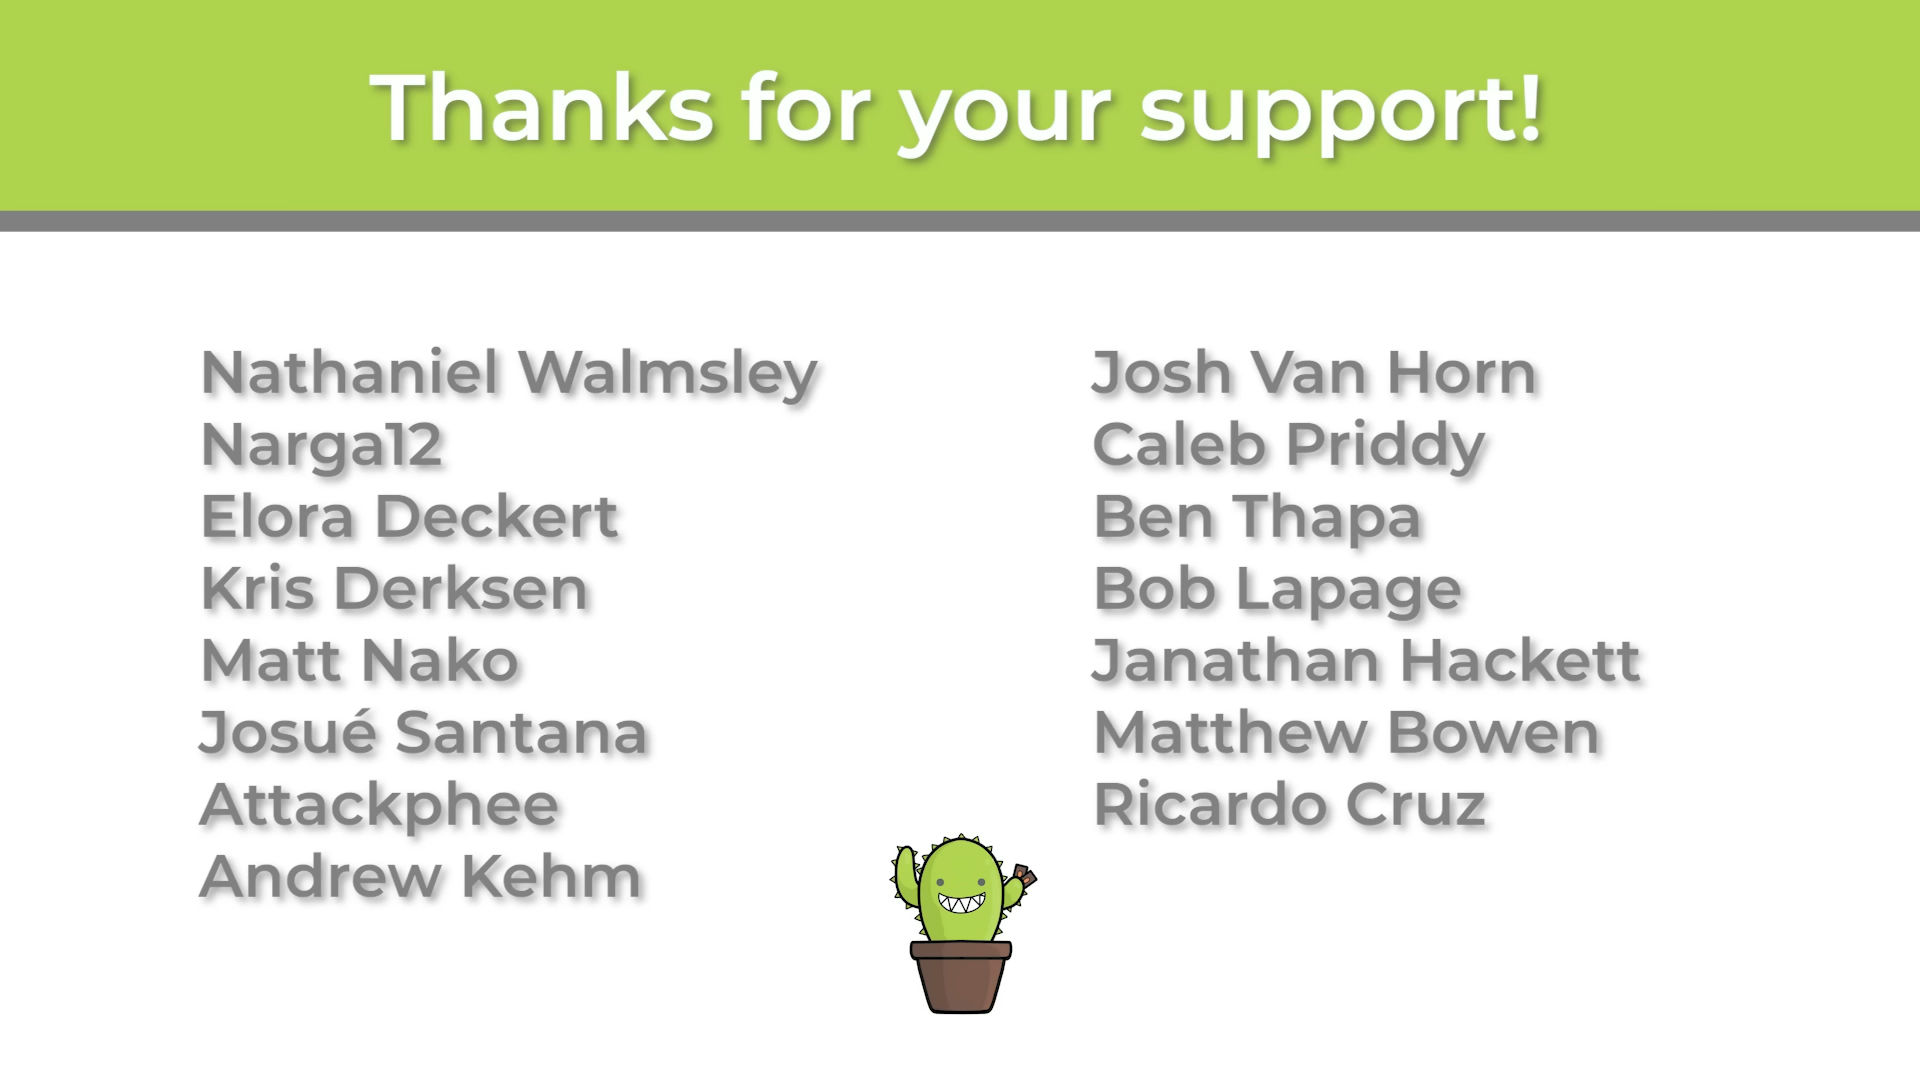 Thanks for your support!
Nathaniel Walmsley
Narga12
Elora Deckert
Kris Derksen
Matt Nako
Josué Santana
Attackphee
Andrew Kehm
Josh Van Horn
Caleb Priddy
Ben Thapa
Bob Lapage
Janathan Hackett
Matthew Bowen
Ricardo Cruz